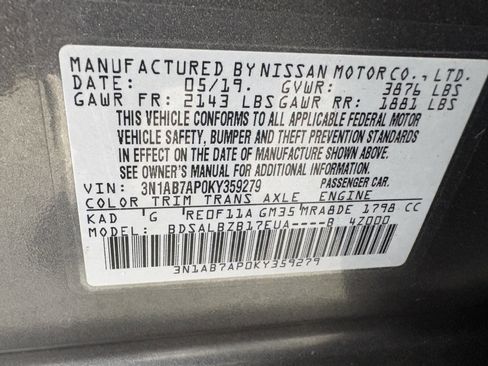 MANUFACTURED BY NISSAN MOTOR CO., LTD.
DATE: 05/19. GVWR: 3876 LBS
GAWR FR: 2143 LBS GAWR RR: 1881 LBS
THIS VEHICLE CONFORMS TO ALL APPLICABLE FEDERAL MOTOR
VEHICLE SAFETY, BUMPER AND THEFT PREVENTION STANDARDS
IN EFFECT ON THE DATE OF MANUFACTURE SHOWN ABOVE.
SEE OWNER'S MANUAL FOR ADDITIONAL INFORMATION.
VIN: 3N1AB7AP0KY359279 PASSENGER CAR.
COLOR TRIM TRANS AXLE ENGINE
KAD 'G 'RE0F11A GM35'MRA8DE 1798 CC
MODEL: BDSALBZB17EUA----B 4Z000
3N1AB7AP0KY359279